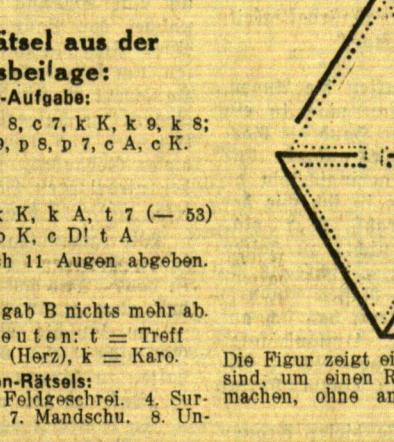 ätsel aus der
sbeilage:
-Aufgabe:
8, c 7, k K, k 9, k 8;
9, p 8, p 7, c A, c K.
K, k A, t 7 (— 53)
K, c D! t A
ch 11 Augen abgeben.
gab B nichts mehr ab.
euten: t = Treff
(Herz), k = Karo.
n-Rätsels:
Feldgeschrei. 4. Sur-
7. Mandschu. 8. Un-
Die Figur zeigt ei
sind, um einen R
machen, ohne an